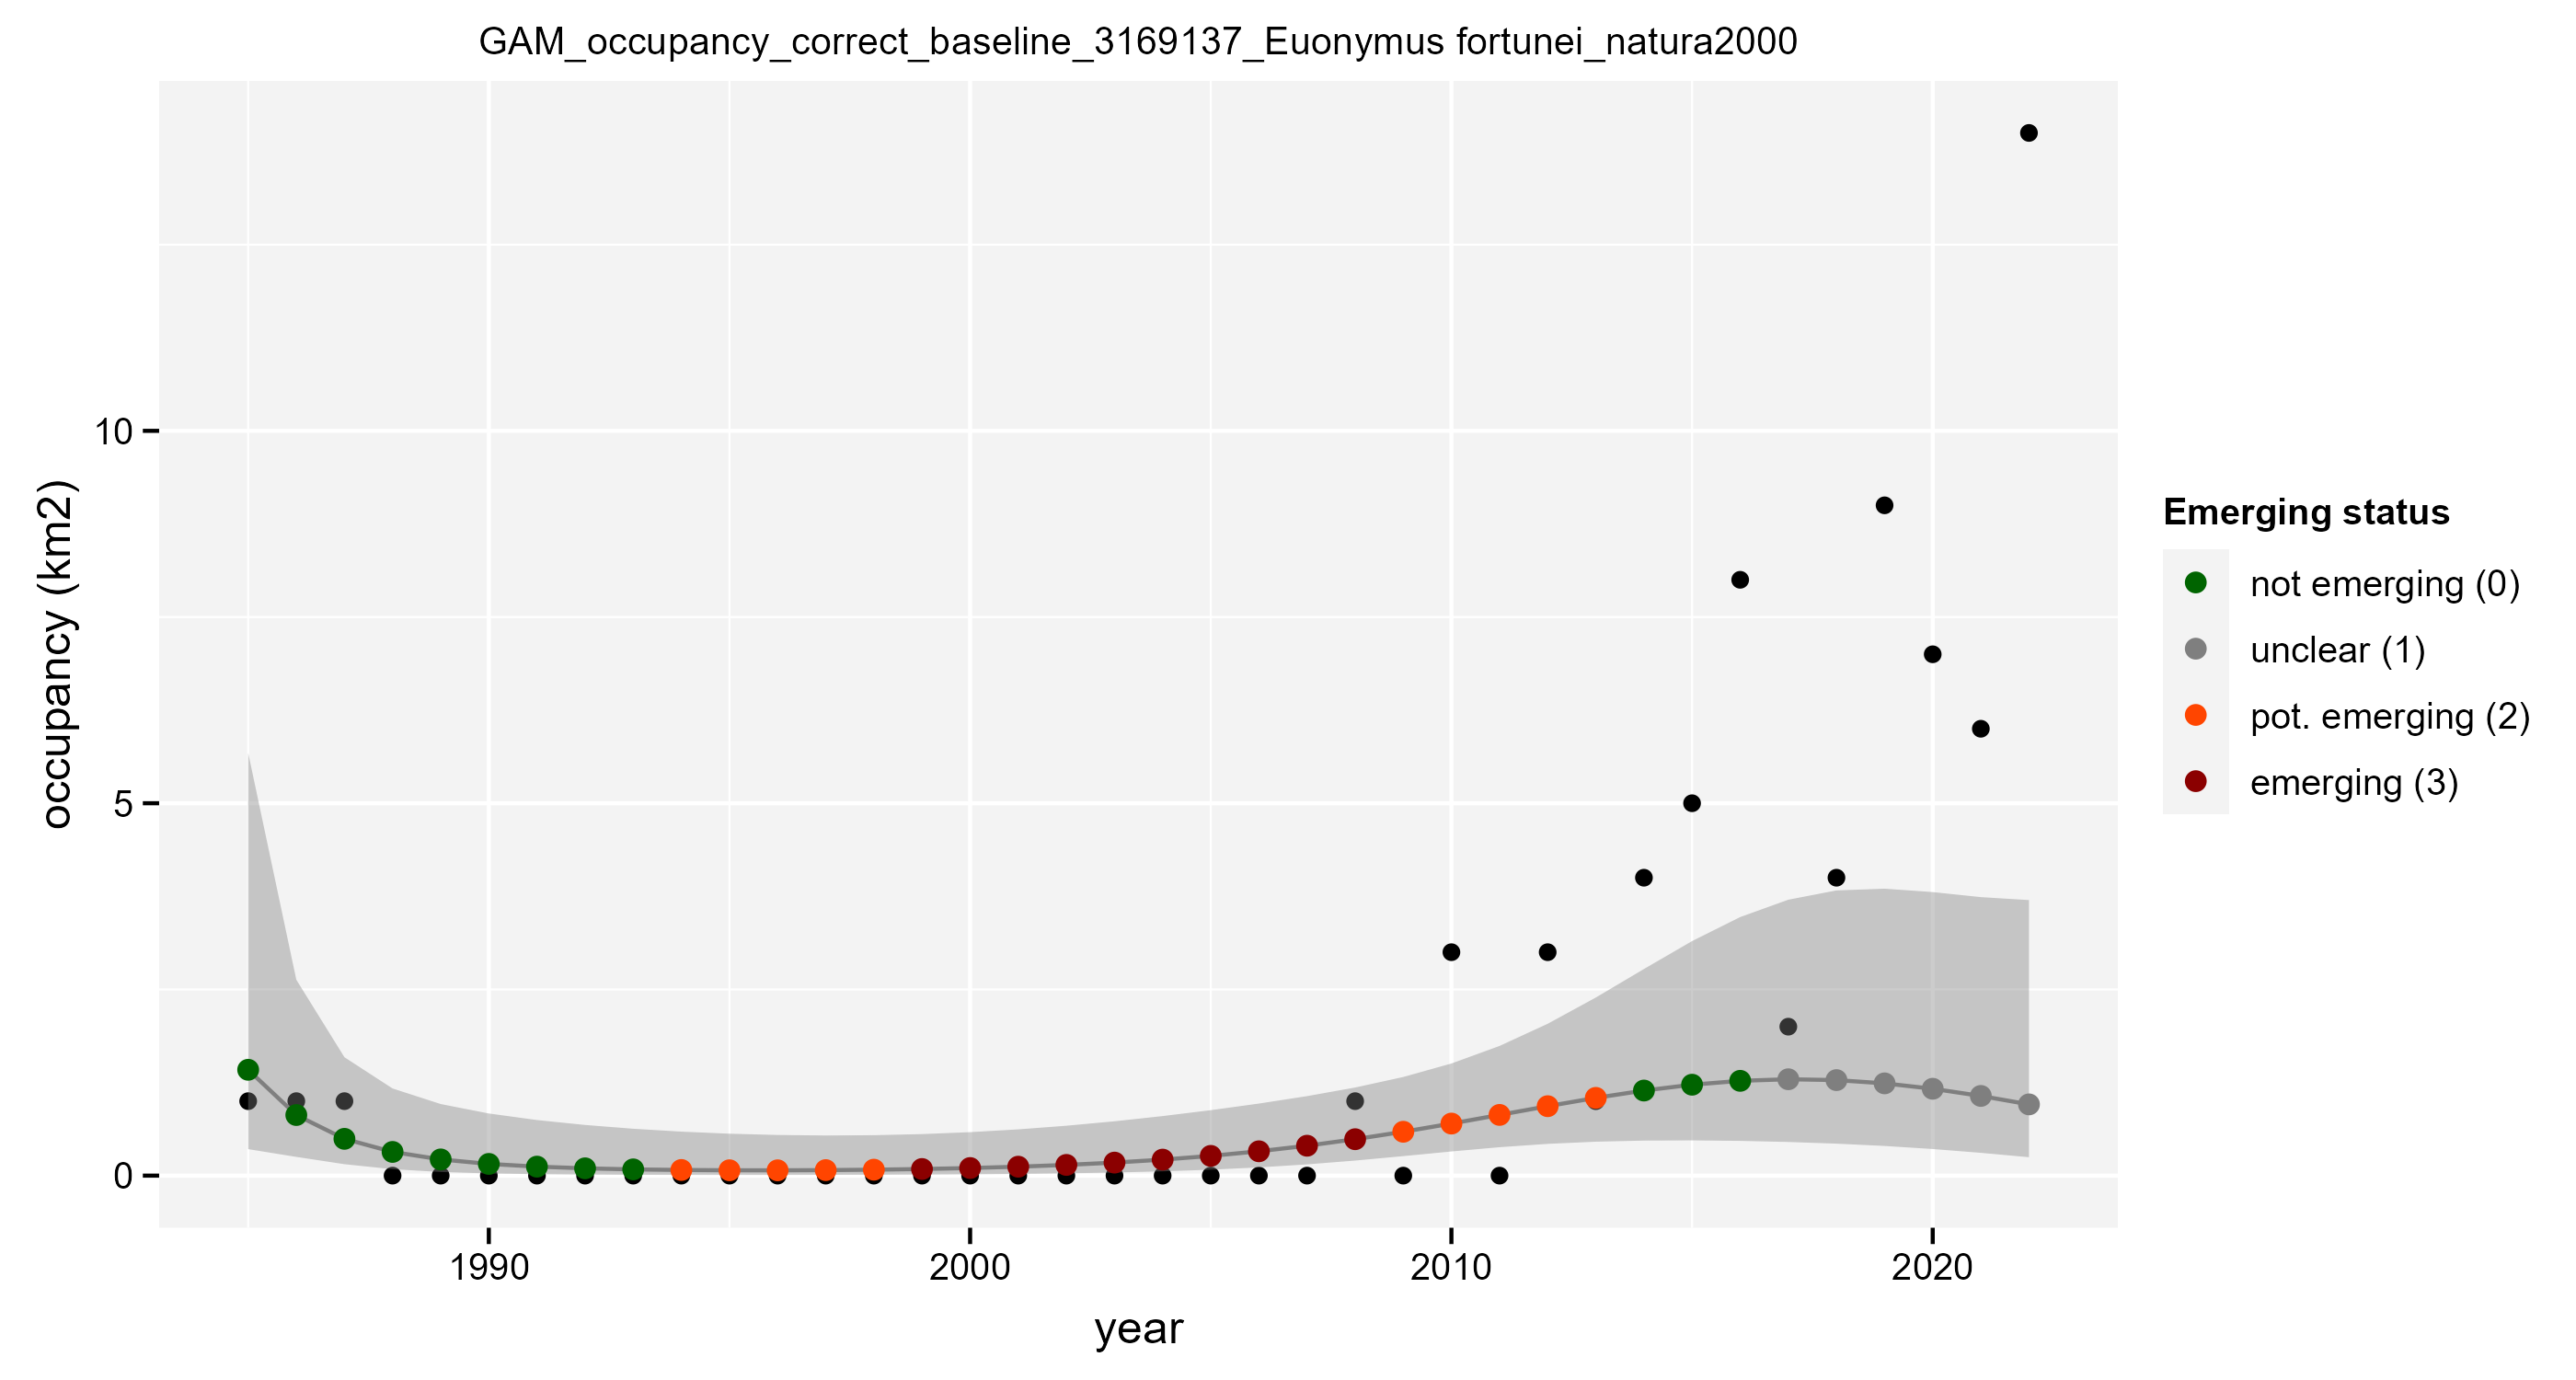 GAM_occupancy_correct_baseline_3169137_Euonymus fortunei_natura2000
occupancy (km2)
10
5
0
1990
2000
2010
2020
year
Emerging status
not emerging (0)
unclear (1)
pot. emerging (2)
emerging (3)